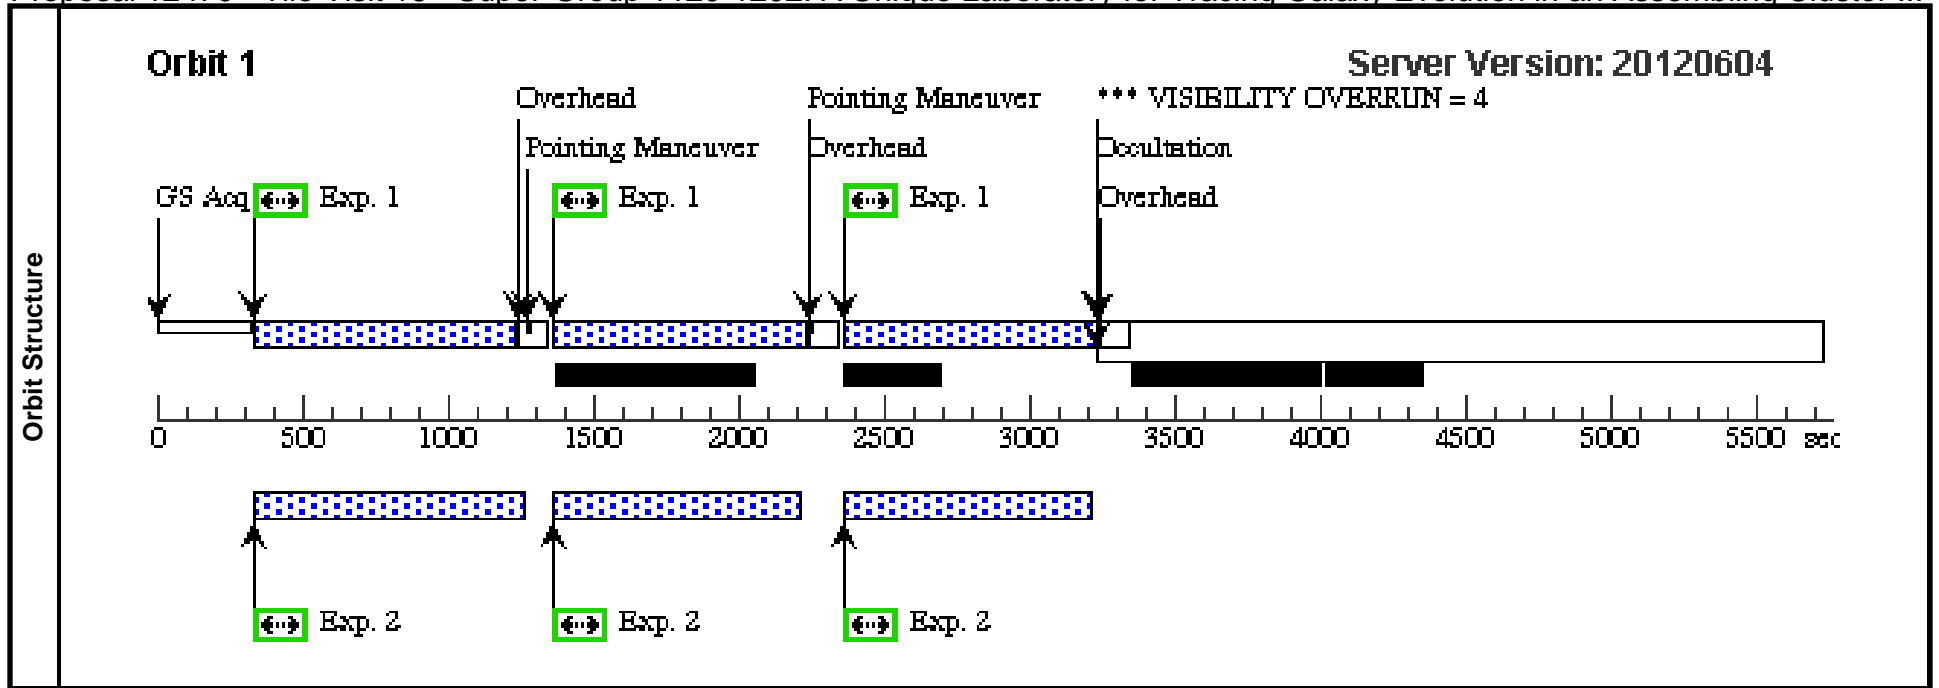 Orbit Structure
Orbit 1
Server Version: 20120604
Overhead
Pointing Maneuver
*** VISIBILITY OVERRUN = 4
Pointing Maneuver
Overhead
Occultation
GS Acq
Exp. 1
Exp. 1
Exp. 1
Overhead
0 500 1000 1500 2000 2500 3000 3500 4000 4500 5000 5500 sec
Exp. 2
Exp. 2
Exp. 2